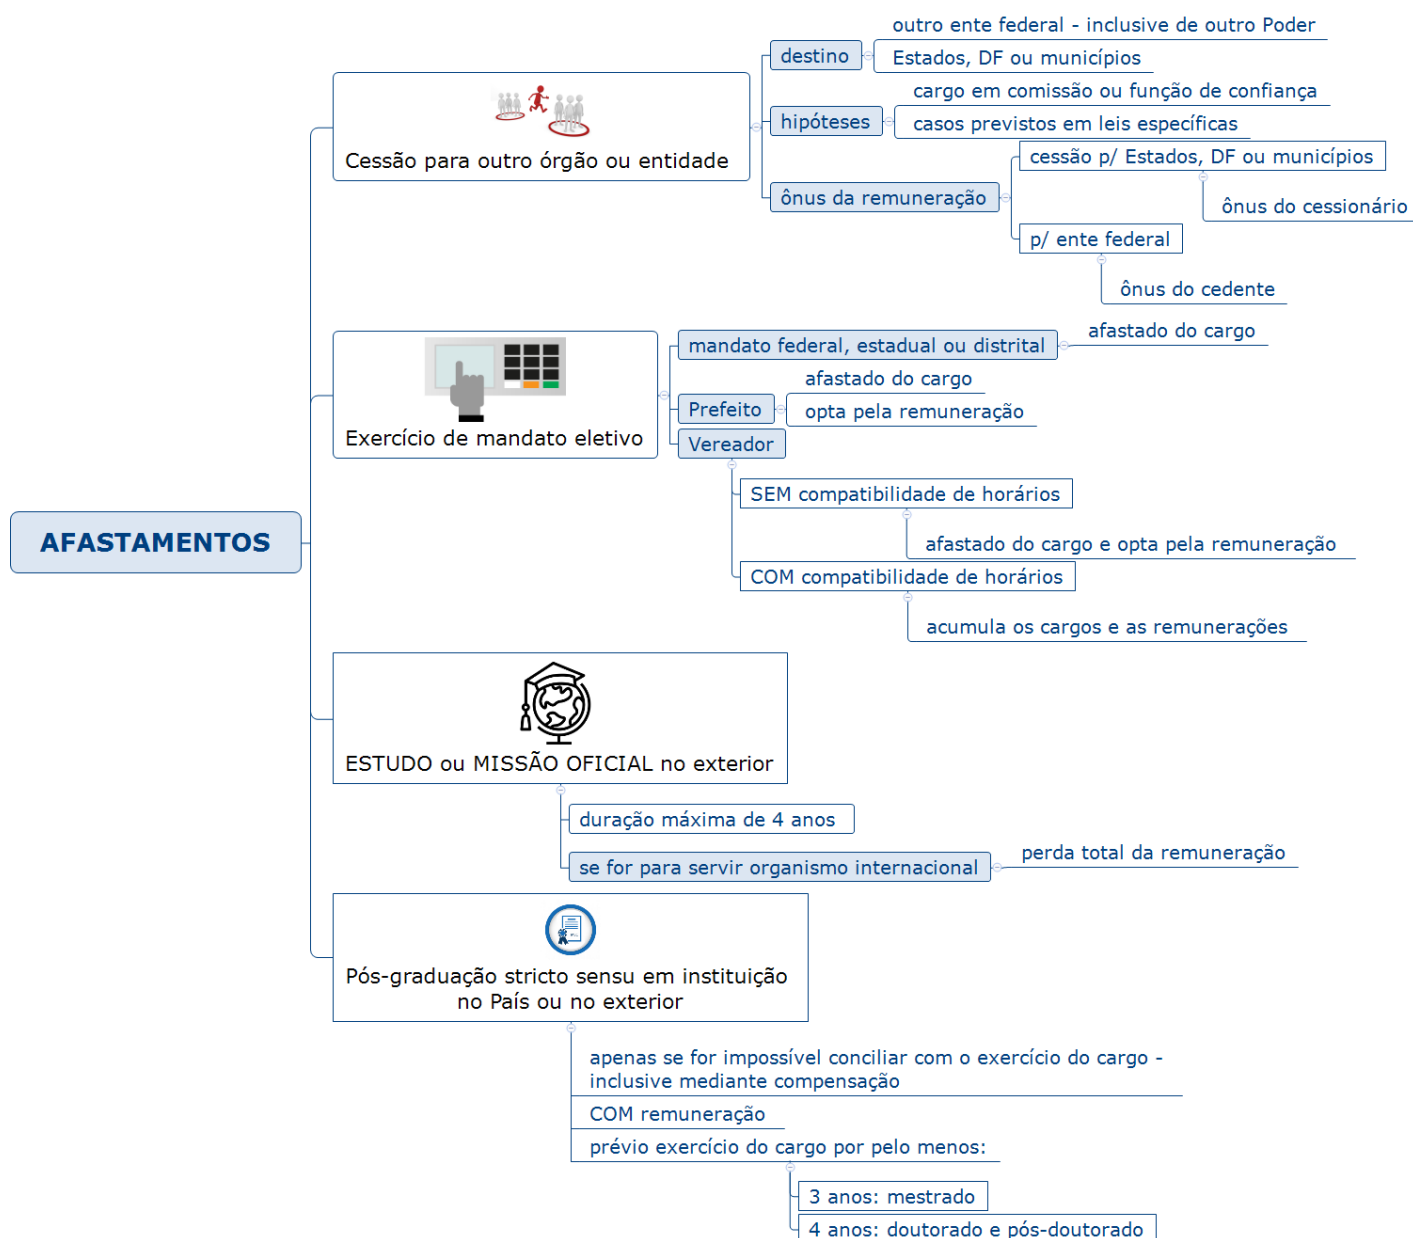 AFASTAMENTOS
Cessão para outro órgão ou entidade
destino
outro ente federal - inclusive de outro Poder
Estados, DF ou municípios
hipóteses
cargo em comissão ou função de confiança
casos previstos em leis específicas
ônus da remuneração
cessão p/ Estados, DF ou municípios
ônus do cessionário
p/ ente federal
ônus do cedente
Exercício de mandato eletivo
mandato federal, estadual ou distrital
afastado do cargo
Prefeito
afastado do cargo
opta pela remuneração
Vereador
SEM compatibilidade de horários
afastado do cargo e opta pela remuneração
COM compatibilidade de horários
acumula os cargos e as remunerações
ESTUDO ou MISSÃO OFICIAL no exterior
duração máxima de 4 anos
se for para servir organismo internacional
perda total da remuneração
Pós-graduação stricto sensu em instituição
no País ou no exterior
apenas se for impossível conciliar com o exercício do cargo -
inclusive mediante compensação
COM remuneração
prévio exercício do cargo por pelo menos:
3 anos: mestrado
4 anos: doutorado e pós-doutorado